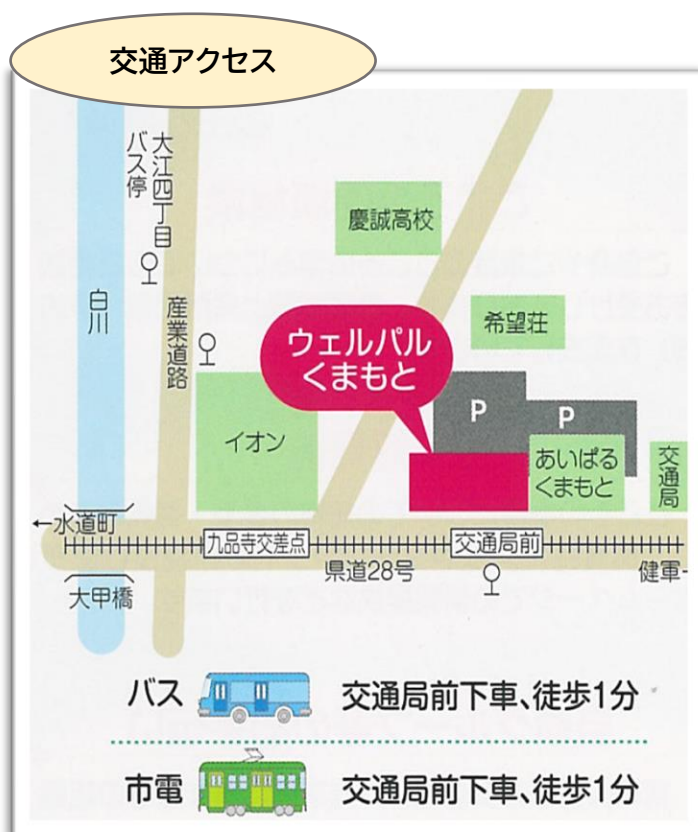 交通アクセス
大江四丁目
バス停
慶誠高校
白川
産業道路
希望荘
ウェルパル
くまもと
P
P
イオン
あいぱる
くまもと
交通局
←水道町
九品寺交差点
交通局前
県道28号
健軍
大甲橋
バス
交通局前下車、徒歩1分
市電
交通局前下車、徒歩1分